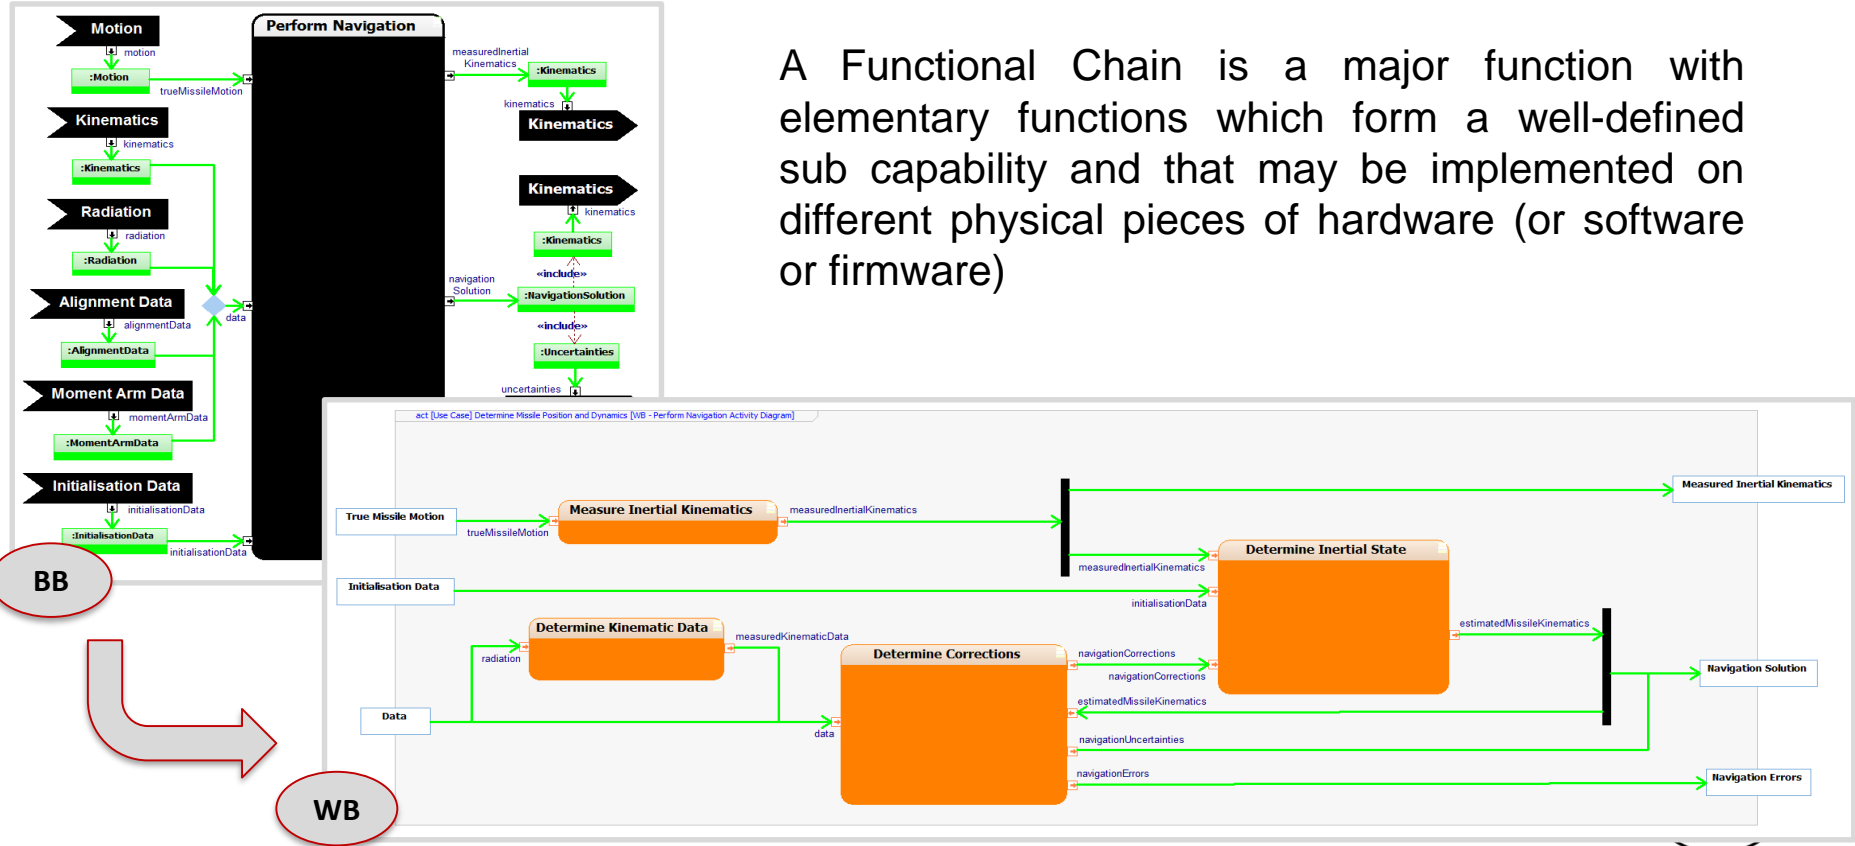 Motion
motion
:Motion
trueMissileMotion
Kinematics
kinematics
:Kinematics
Radiation
radiation
:Radiation
Alignment Data
alignmentData
:AlignmentData
data
Moment Arm Data
momentArmData
:MomentArmData
Initialisation Data
initialisationData
:InitialisationData
initialisationData
Perform Navigation
measuredInertial
Kinematics
:Kinematics
kinematics
Kinematics
Kinematics
kinematics
:Kinematics
«include»
navigation
Solution
:NavigationSolution
«include»
:Uncertainties
uncertainties
A Functional Chain is a major function with
elementary functions which form a well-defined
sub capability and that may be implemented on
different physical pieces of hardware (or software
or firmware)
BB
WB
act [Use Case] Determine Missile Position and Dynamics [WB - Perform Navigation Activity Diagram]
True Missile Motion
trueMissileMotion
Measure Inertial Kinematics
measuredInertialKinematics
Measured Inertial Kinematics
measuredInertialKinematics
Determine Inertial State
Initialisation Data
initialisationData
Determine Kinematic Data
radiation
measuredKinematicData
Data
data
Determine Corrections
navigationCorrections
navigationCorrections
estimatedMissileKinematics
estimatedMissileKinematics
navigationUncertainties
navigationErrors
Navigation Solution
Navigation Errors